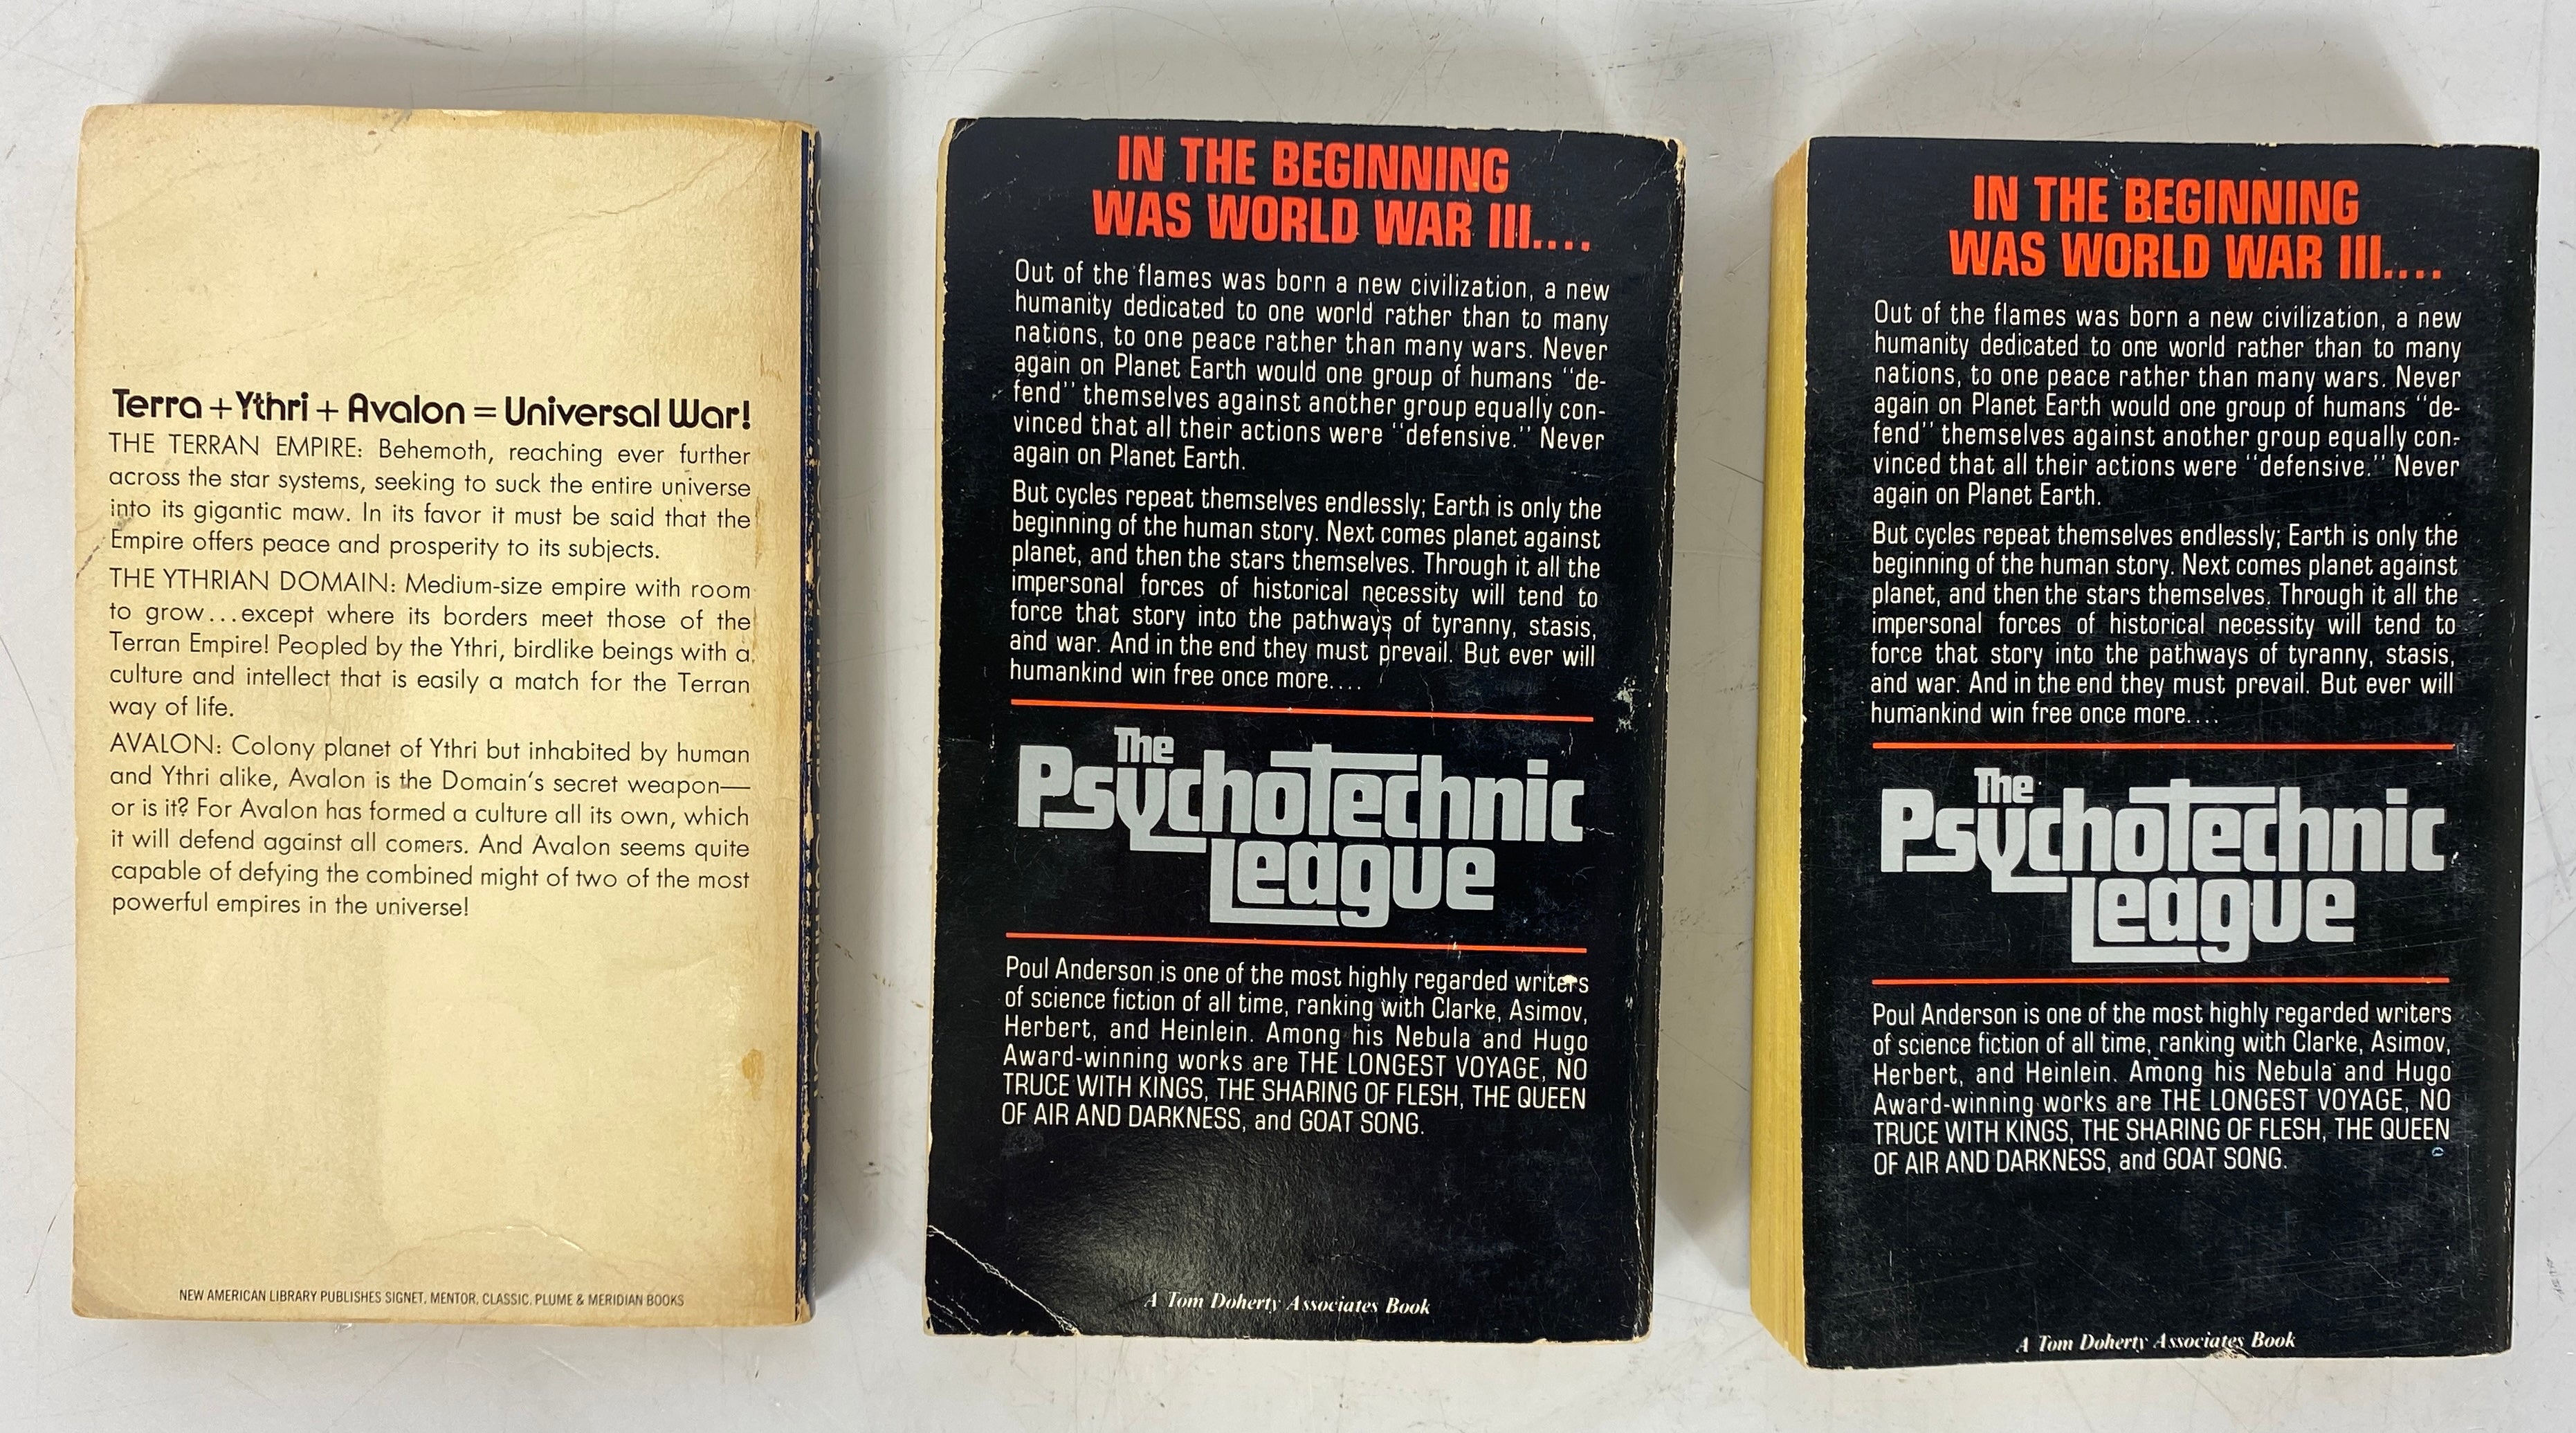 Terra + Ythri + Avalon = Universal War!
THE TERRAN EMPIRE: Behemoth, reaching ever further
across the star systems, seeking to suck the entire universe
into its gigantic maw. In its favor it must be said that the
Empire offers peace and prosperity to its subjects.
THE YTHRIAN DOMAIN: Medium-size empire with room
to grow...except where its borders meet those of the
Terran Empire! Peopled by the Ythri, birdlike beings with a
culture and intellect that is easily a match for the Terran
way of life.
AVALON: Colony planet of Ythri but inhabited by human
and Ythri alike, Avalon is the Domain's secret weapon—
or is it? For Avalon has formed a culture all its own, which
it will defend against all comers. And Avalon seems quite
capable of defying the combined might of two of the most
powerful empires in the universe!
NEW AMERICAN LIBRARY PUBLISHES SIGNET, MENTOR, CLASSIC, PLUME & MERIDIAN BOOKS
IN THE BEGINNING
WAS WORLD WAR III....
Out of the flames was born a new civilization, a new
humanity dedicated to one world rather than to many
nations, to one peace rather than many wars. Never
again on Planet Earth would one group of humans "de-
fend" themselves against another group equally con-
vinced that all their actions were "defensive." Never
again on Planet Earth.
But cycles repeat themselves endlessly; Earth is only the
beginning of the human story. Next comes planet against
planet, and then the stars themselves. Through it all the
impersonal forces of historical necessity will tend to
force that story into the pathways of tyranny, stasis,
and war. And in the end they must prevail. But ever will
humankind win free once more....
The
Psychotechnic
League
Poul Anderson is one of the most highly regarded writers
of science fiction of all time, ranking with Clarke, Asimov,
Herbert, and Heinlein. Among his Nebula and Hugo
Award-winning works are THE LONGEST VOYAGE, NO
TRUCE WITH KINGS, THE SHARING OF FLESH, THE QUEEN
OF AIR AND DARKNESS, and GOAT SONG.
A Tom Doherty Associates Book
IN THE BEGINNING
WAS WORLD WAR III....
Out of the flames was born a new civilization, a new
humanity dedicated to one world rather than to many
nations, to one peace rather than many wars. Never
again on Planet Earth would one group of humans "de-
fend" themselves against another group equally con-
vinced that all their actions were "defensive." Never
again on Planet Earth.
But cycles repeat themselves endlessly; Earth is only the
beginning of the human story. Next comes planet against
planet, and then the stars themselves. Through it all the
impersonal forces of historical necessity will tend to
force that story into the pathways of tyranny, stasis,
and war. And in the end they must prevail. But ever will
humankind win free once more....
The
Psychotechnic
League
Poul Anderson is one of the most highly regarded writers
of science fiction of all time, ranking with Clarke, Asimov,
Herbert, and Heinlein. Among his Nebula and Hugo
Award-winning works are THE LONGEST VOYAGE, NO
TRUCE WITH KINGS, THE SHARING OF FLESH, THE QUEEN
OF AIR AND DARKNESS, and GOAT SONG.
A Tom Doherty Associates Book